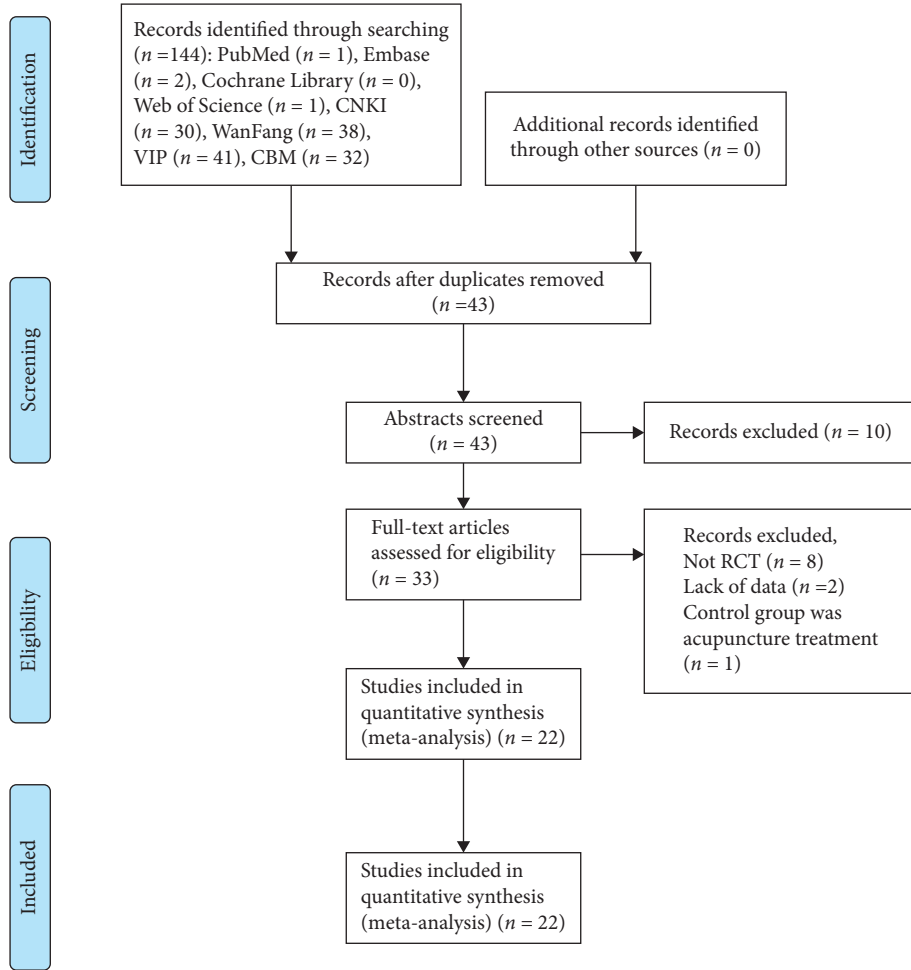 Identification
Records identified through searching
(n =144): PubMed (n = 1), Embase
(n = 2), Cochrane Library (n = 0),
Web of Science (n = 1), CNKI
(n = 30), WanFang (n = 38),
VIP (n = 41), CBM (n = 32)
Additional records identified
through other sources (n = 0)
Screening
Records after duplicates removed
(n =43)
Abstracts screened
(n = 43)
Records excluded (n = 10)
Eligibility
Full-text articles
assessed for eligibility
(n = 33)
Records excluded,
Not RCT (n = 8)
Lack of data (n =2)
Control group was
acupuncture treatment
(n = 1)
Studies included in
quantitative synthesis
(meta-analysis) (n = 22)
Included
Studies included in
quantitative synthesis
(meta-analysis) (n = 22)